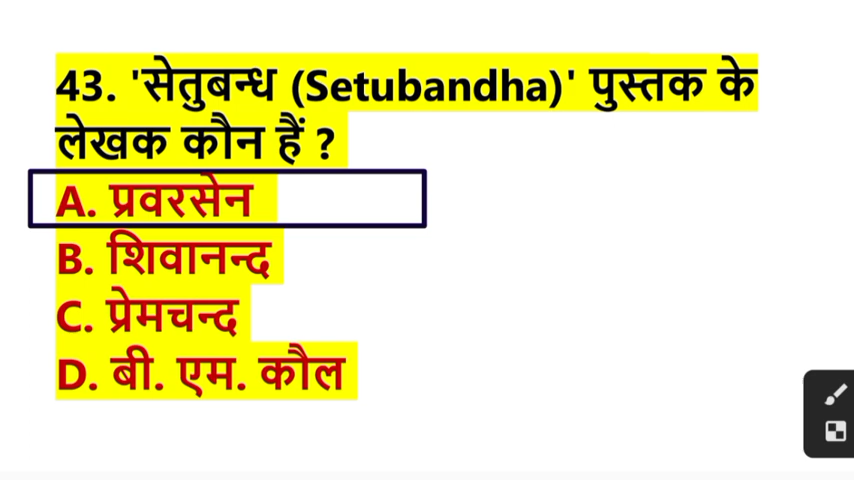 43. 'सेतुबन्ध (Setubandha)' पुस्तक के
लेखक कौन हैं ?
A. प्रवरसेन
B. शिवानन्द
C. प्रेमचन्द
D. बी. एम. कौल